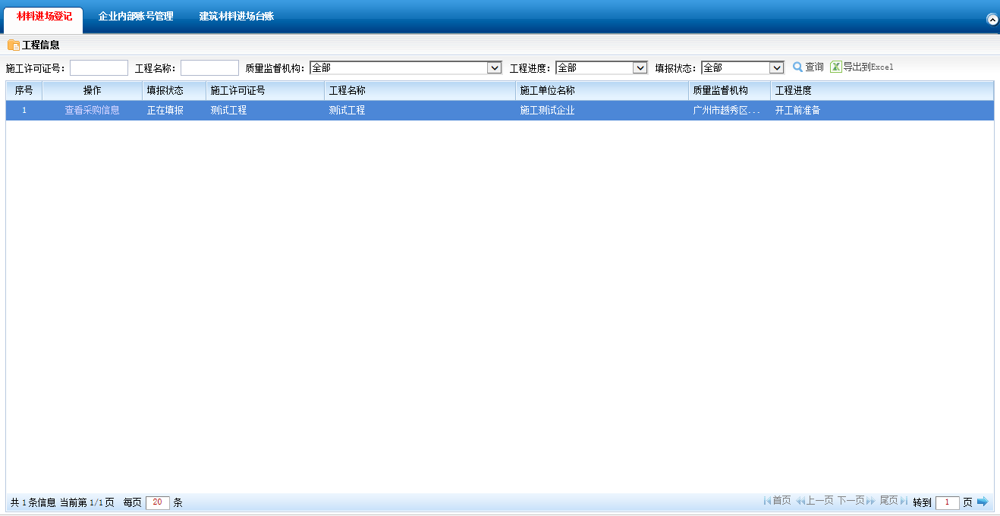 材料进场登记 企业内部账号管理 建筑材料进场台账
工程信息
施工许可证号： 工程名称： 质量监督机构： 全部 工程进度： 全部 填报状态： 全部 查询 导出到Excel
序号 操作 填报状态 施工许可证号 工程名称 施工单位名称 质量监督机构 工程进度
1 查看采购信息 正在填报 测试工程 测试工程 施工测试企业 广州市越秀区... 开工前准备
共 1 条信息 当前第 1/1 页 每页 20 条 首页 上一页 下一页 尾页 转到 1 页